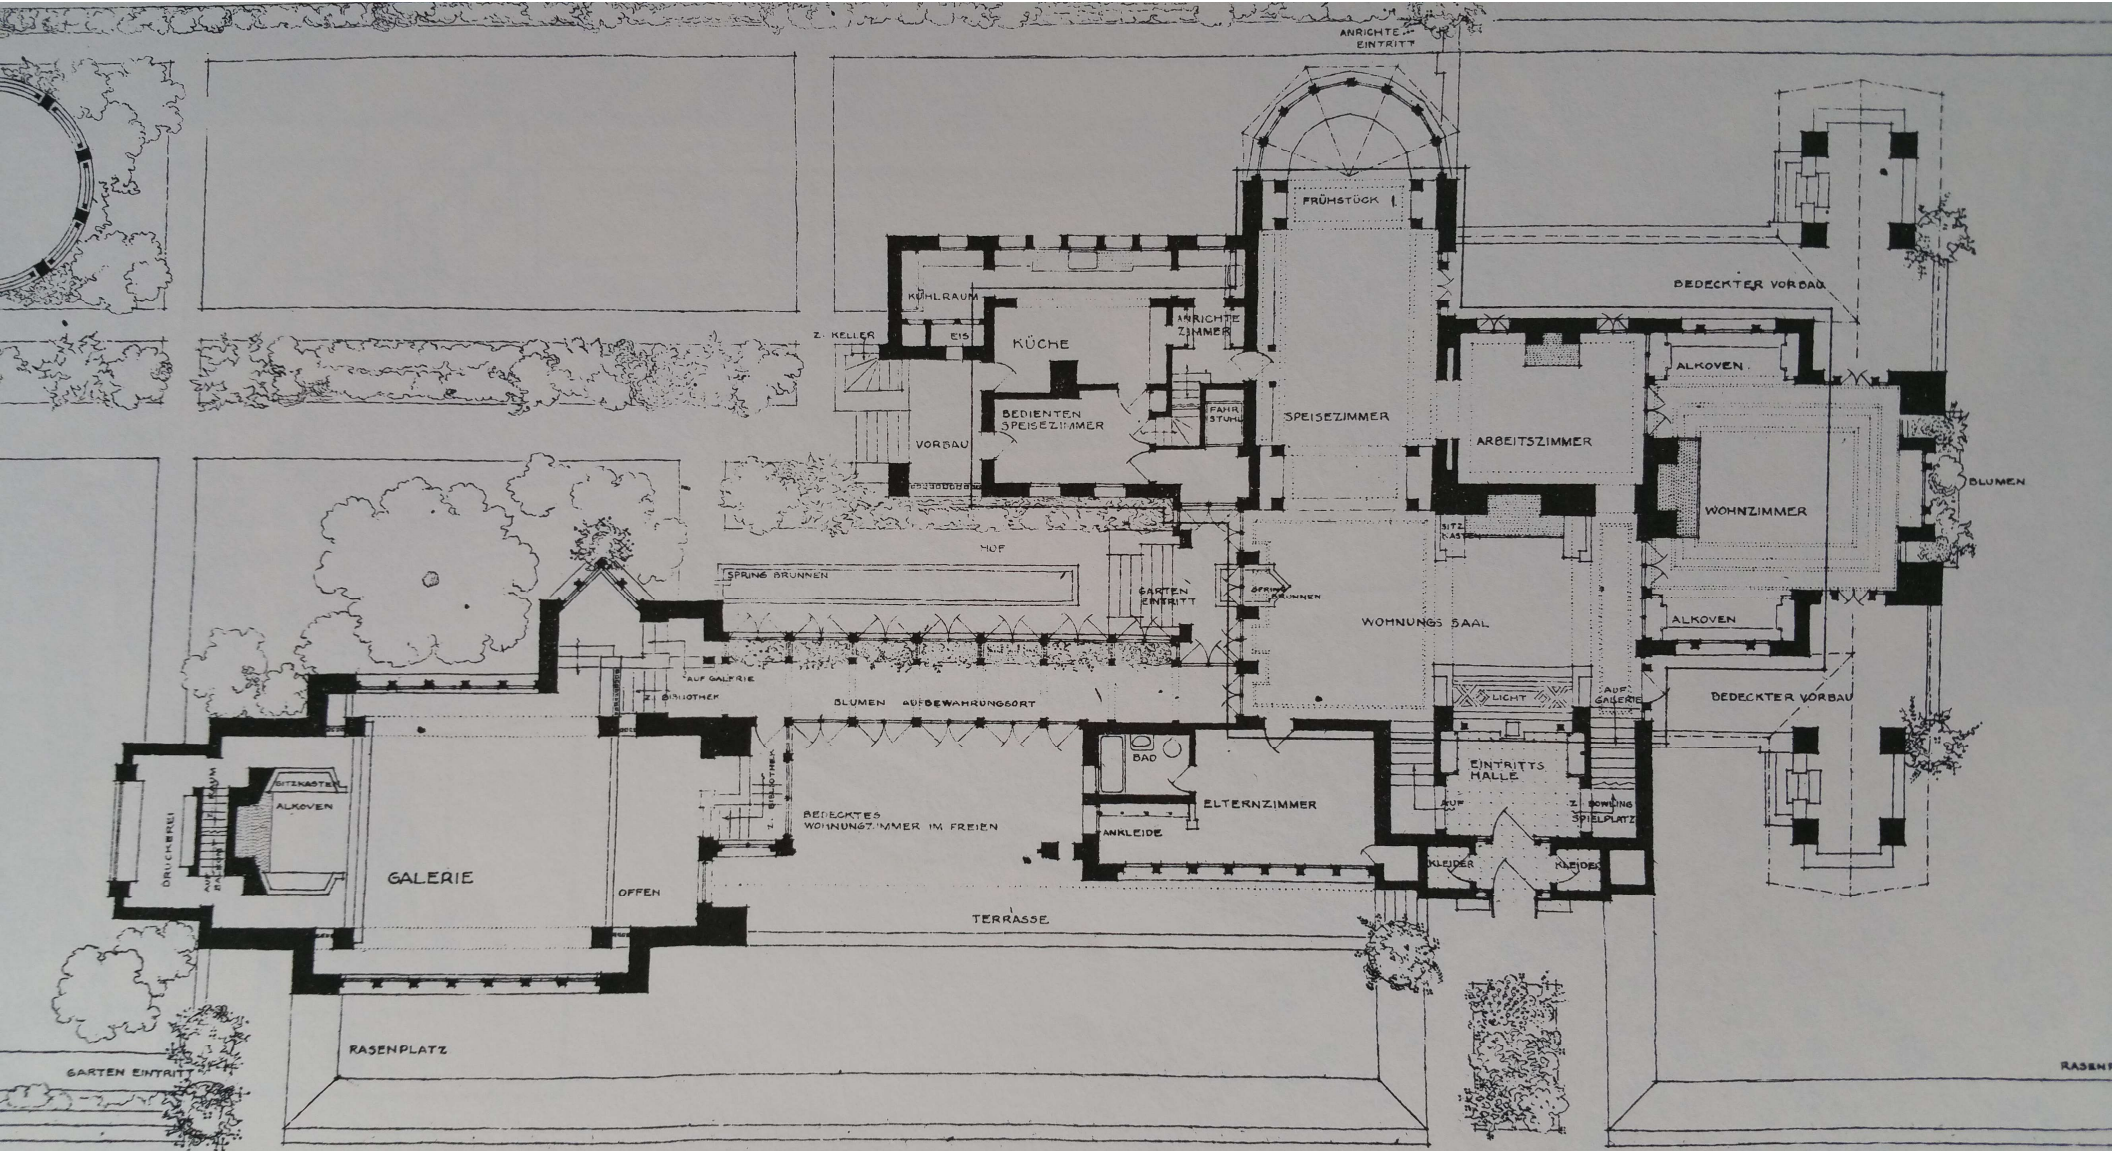 ANRICHTE
EINTRITT
FRÜHSTÜCK
BEDECKTER VORBAU
KÜHLRAUM
Z. KELLER
EIS
KÜCHE
ANRICHTE
ZIMMER
ALKOVEN
BEDIENTEN
SPEISEZIMMER
FAHR
STUHL
SPEISEZIMMER
VORBAU
ARBEITSZIMMER
BLUMEN
WOHNZIMMER
SITZ
KASTEN
HOF
SPRING BRUNNEN
GARTEN
EINTRITT
SPRING
BRUNNEN
WOHNUNGS SAAL
ALKOVEN
AUF GALERIE
Z. BIBLIOTHEK
BLUMEN AUFBEWAHRUNGSORT
LICHT
AUF
GALERIE
BEDECKTER VORBAU
BAD
EINTRITTS
HALLE
SITZKASTEN
ALKOVEN
Z. BIBLIOTHEK
BEDECKTES
WOHNUNGZIMMER IM FREIEN
ELTERNZIMMER
ANKLEIDE
AUF
Z. BOWLING
SPIELPLATZ
DRUCKEREI
KLEIDER
KLEIDER
GALERIE
OFFEN
TERRASSE
RASENPLATZ
GARTEN EINTRITT
RASENP